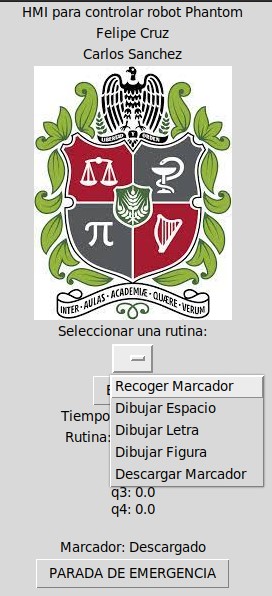 HMI para controlar robot Phantom
Felipe Cruz
Carlos Sanchez
LIBERTAD Y ORDEN
π
INTER · AULAS · ACADEMIÆ · QUÆRE · VERUM
Seleccionar una rutina:
Recoger Marcador
Dibujar Espacio
Tiempo
Dibujar Letra
Rutina:
Dibujar Figura
Descargar Marcador
q3: 0.0
q4: 0.0
Marcador: Descargado
PARADA DE EMERGENCIA